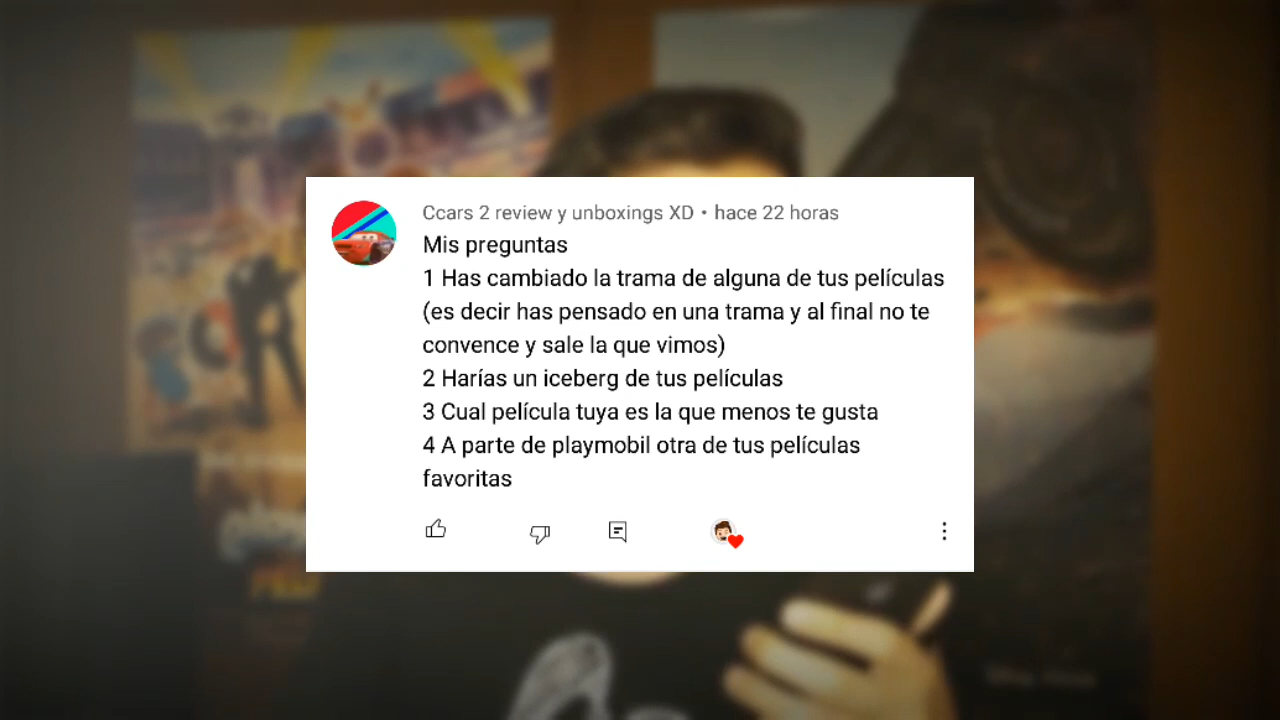 Ccars 2 review y unboxings XD • hace 22 horas
Mis preguntas
1 Has cambiado la trama de alguna de tus películas
(es decir has pensado en una trama y al final no te
convence y sale la que vimos)
2 Harías un iceberg de tus películas
3 Cual película tuya es la que menos te gusta
4 A parte de playmobil otra de tus películas
favoritas